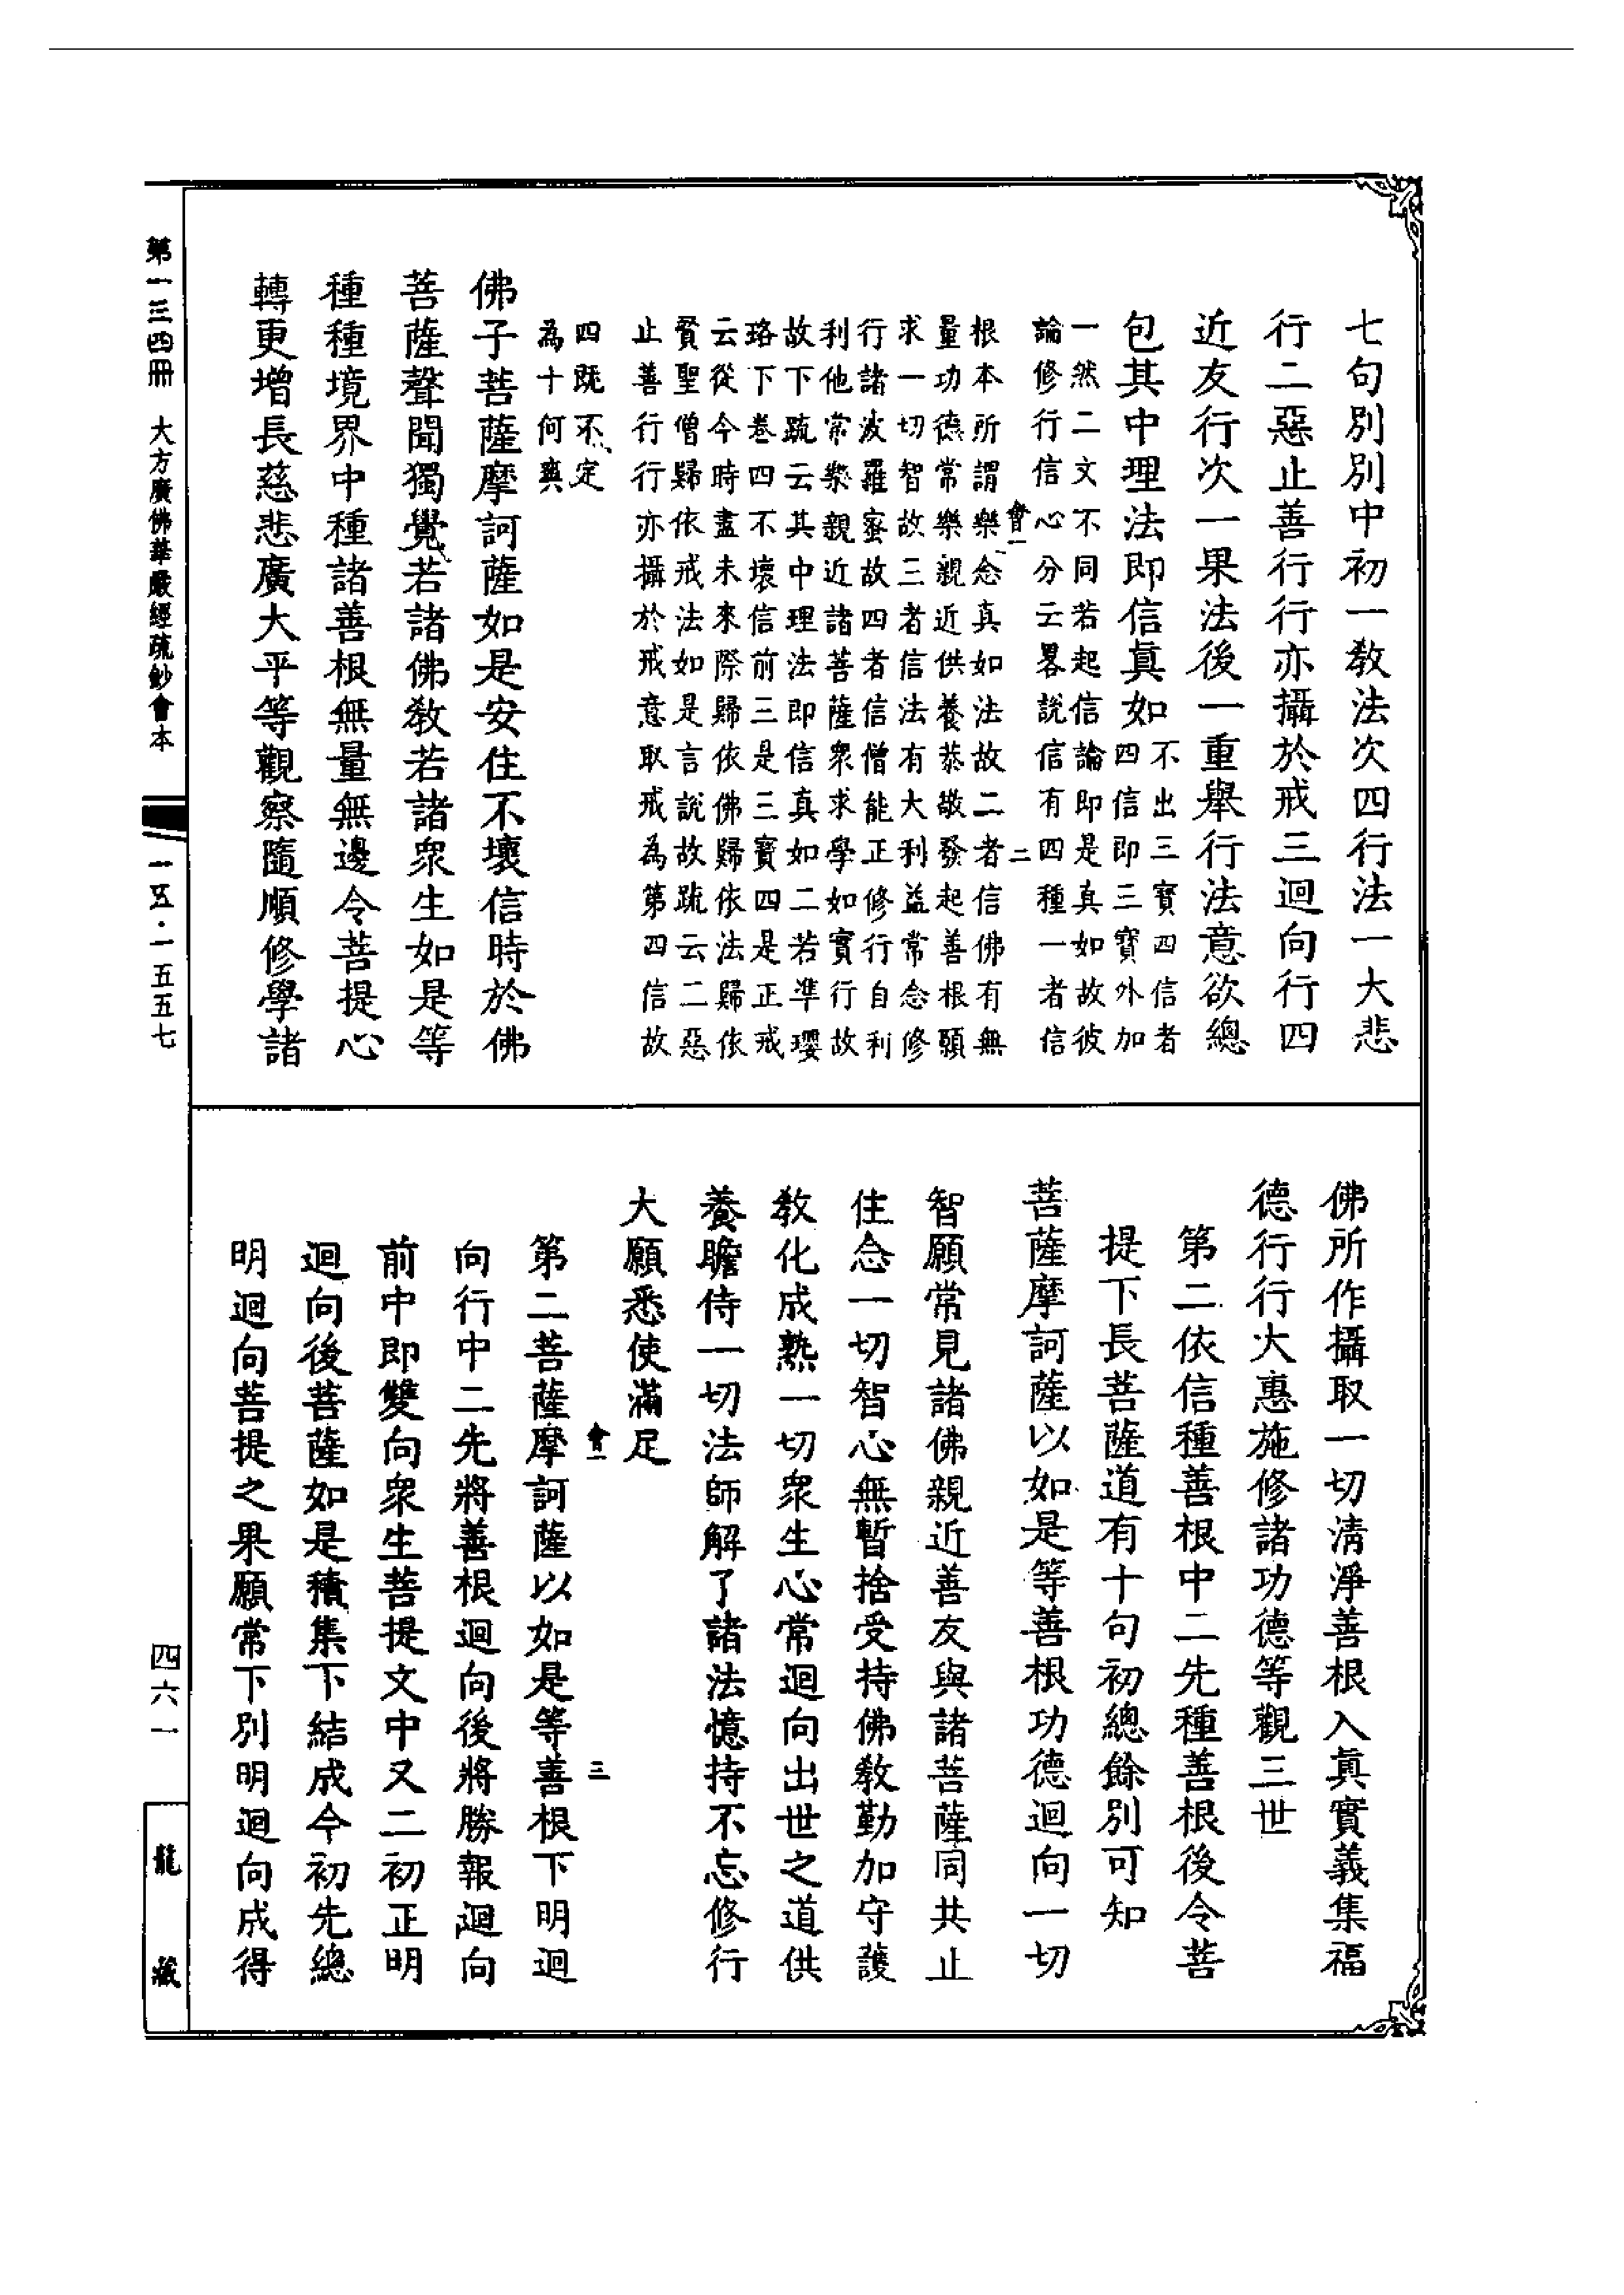 七句別別中初一教法次四行法一大悲
行二惡止善行行亦攝於戒三迴向行四
近友行次一果法後一重舉行法意欲總
包其中理法即信眞如
不出三寶四信者
四信即三寶外加
一然二文不同若起信論即是真如故彼
論修行信心分云畧說信有四種一者信
會一 二
根本所謂樂念真如法故二者信佛有無
量功德常樂親近供養恭敬發起善根願
求一切智故三者信法有大利益常念修
行諸波羅蜜故四者信僧能正修行自利
利他常樂親近諸菩薩衆求學如實行故
故下疏云其中理法即信真如二若準瓔
珞下卷四不壞信前三是三寶四是正戒
云從今時盡未來際歸依佛歸依法歸依
賢聖僧歸依戒法如是言說故疏云二惡
止善行行亦攝於戒意取戒為第四信故
四既不定
為十何爽
佛子菩薩摩訶薩如是安住不壞信時於佛
菩薩聲聞獨覺若諸佛教若諸衆生如是等
種種境界中種諸善根無量無邊令菩提心
轉更增長慈悲廣大平等觀察隨順修學諸
佛所作攝取一切淸淨善根入眞實義集福
德行行大惠施修諸功德等觀三世
第二依信種善根中二先種善根後令菩
提下長菩薩道有十句初總餘別可知
菩薩摩訶薩以如是等善根功德迴向一切
智願常見諸佛親近善友與諸菩薩同共止
住念一切智心無暫捨受持佛教勤加守護
教化成熟一切衆生心常迴向出世之道供
養瞻侍一切法師解了諸法憶持不忘修行
大願悉使滿足
會一 三
第二菩薩摩訶薩以如是等善根下明迴
向行中二先將善根迴向後將勝報迴向
前中即雙向衆生菩提文中又二初正明
迴向後菩薩如是積集下結成今初先總
明迴向菩提之果願常下別明迴向成得
第一三四冊 大方廣佛華嚴經疏鈔會本 一五·一五五七 四六一 龍藏